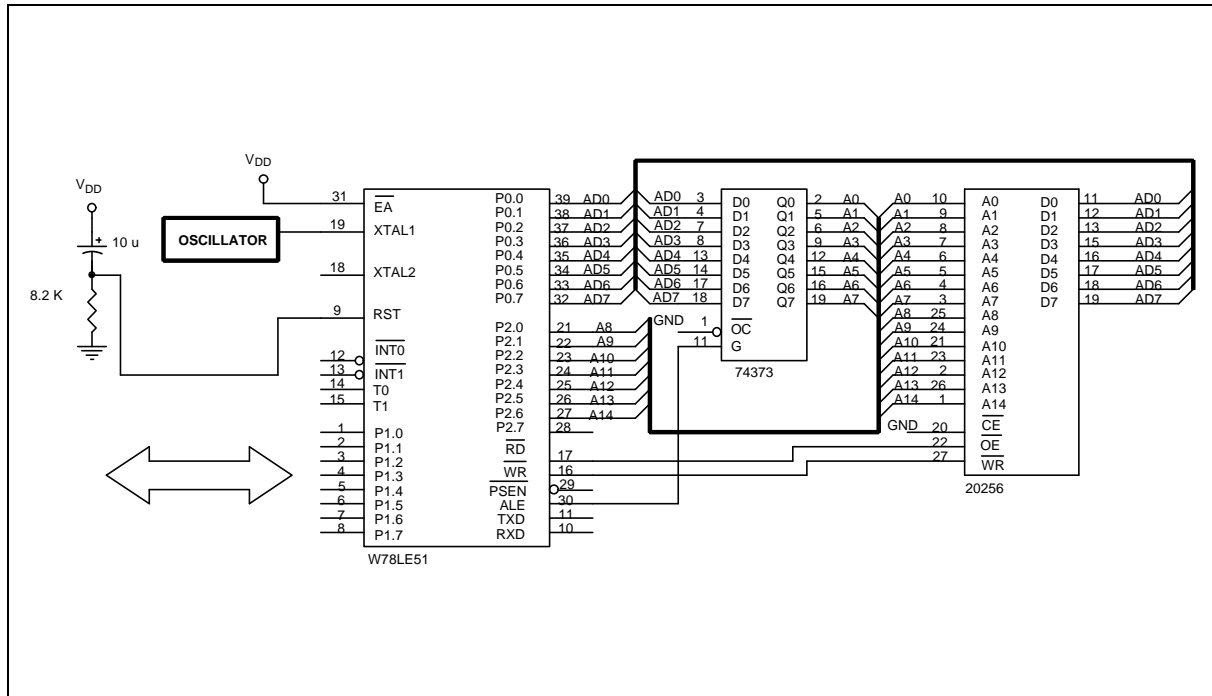 VDD
10 u
8.2 K
VDD
OSCILLATOR
31 EA
19 XTAL1
18 XTAL2
9 RST
12 INT0
13 INT1
14 T0
15 T1
1 P1.0
2 P1.1
3 P1.2
4 P1.3
5 P1.4
6 P1.5
7 P1.6
8 P1.7
P0.0 39 AD0
P0.1 38 AD1
P0.2 37 AD2
P0.3 36 AD3
P0.4 35 AD4
P0.5 34 AD5
P0.6 33 AD6
P0.7 32 AD7
P2.0 21 A8
P2.1 22 A9
P2.2 23 A10
P2.3 24 A11
P2.4 25 A12
P2.5 26 A13
P2.6 27 A14
P2.7 28
RD 17
WR 16
PSEN 29
ALE 30
TXD 11
RXD 10
W78LE51
AD0 3 D0 Q0 2 A0
AD1 4 D1 Q1 5 A1
AD2 7 D2 Q2 6 A2
AD3 8 D3 Q3 9 A3
AD4 13 D4 Q4 12 A4
AD5 14 D5 Q5 15 A5
AD6 17 D6 Q6 16 A6
AD7 18 D7 Q7 19 A7
GND 1 OC
11 G
74373
A0 10 A0 D0 11 AD0
A1 9 A1 D1 12 AD1
A2 8 A2 D2 13 AD2
A3 7 A3 D3 15 AD3
A4 6 A4 D4 16 AD4
A5 5 A5 D5 17 AD5
A6 4 A6 D6 18 AD6
A7 3 A7 D7 19 AD7
A8 25 A8
A9 24 A9
A10 21 A10
A11 23 A11
A12 2 A12
A13 26 A13
A14 1 A14
GND 20 CE
22 OE
27 WR
20256